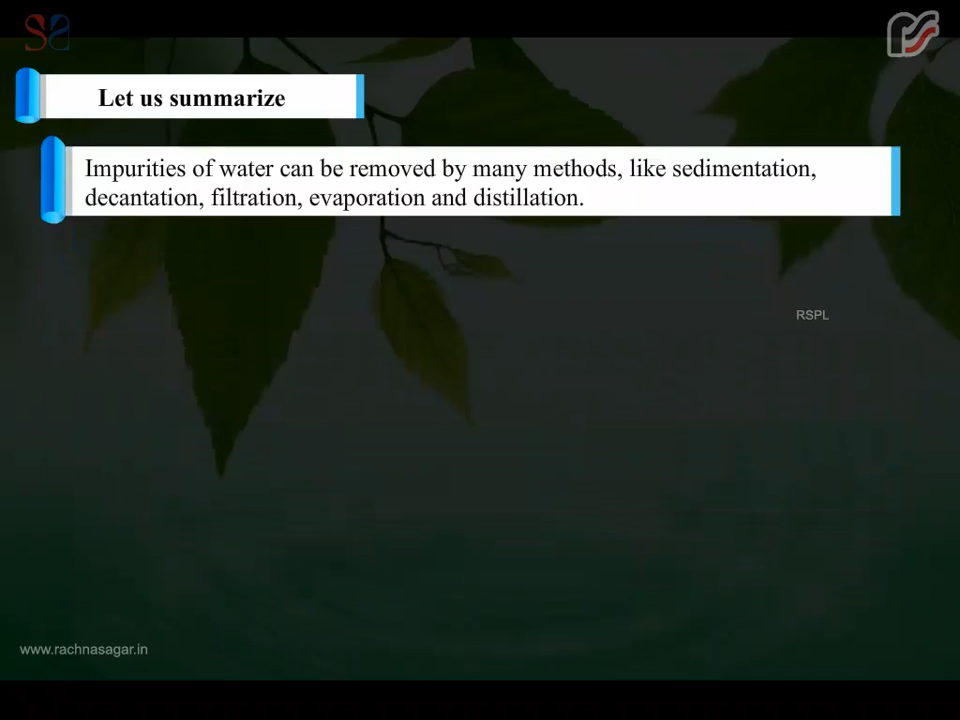 Let us summarize
Impurities of water can be removed by many methods, like sedimentation,
decantation, filtration, evaporation and distillation.
RSPL
www.rachnasagar.in